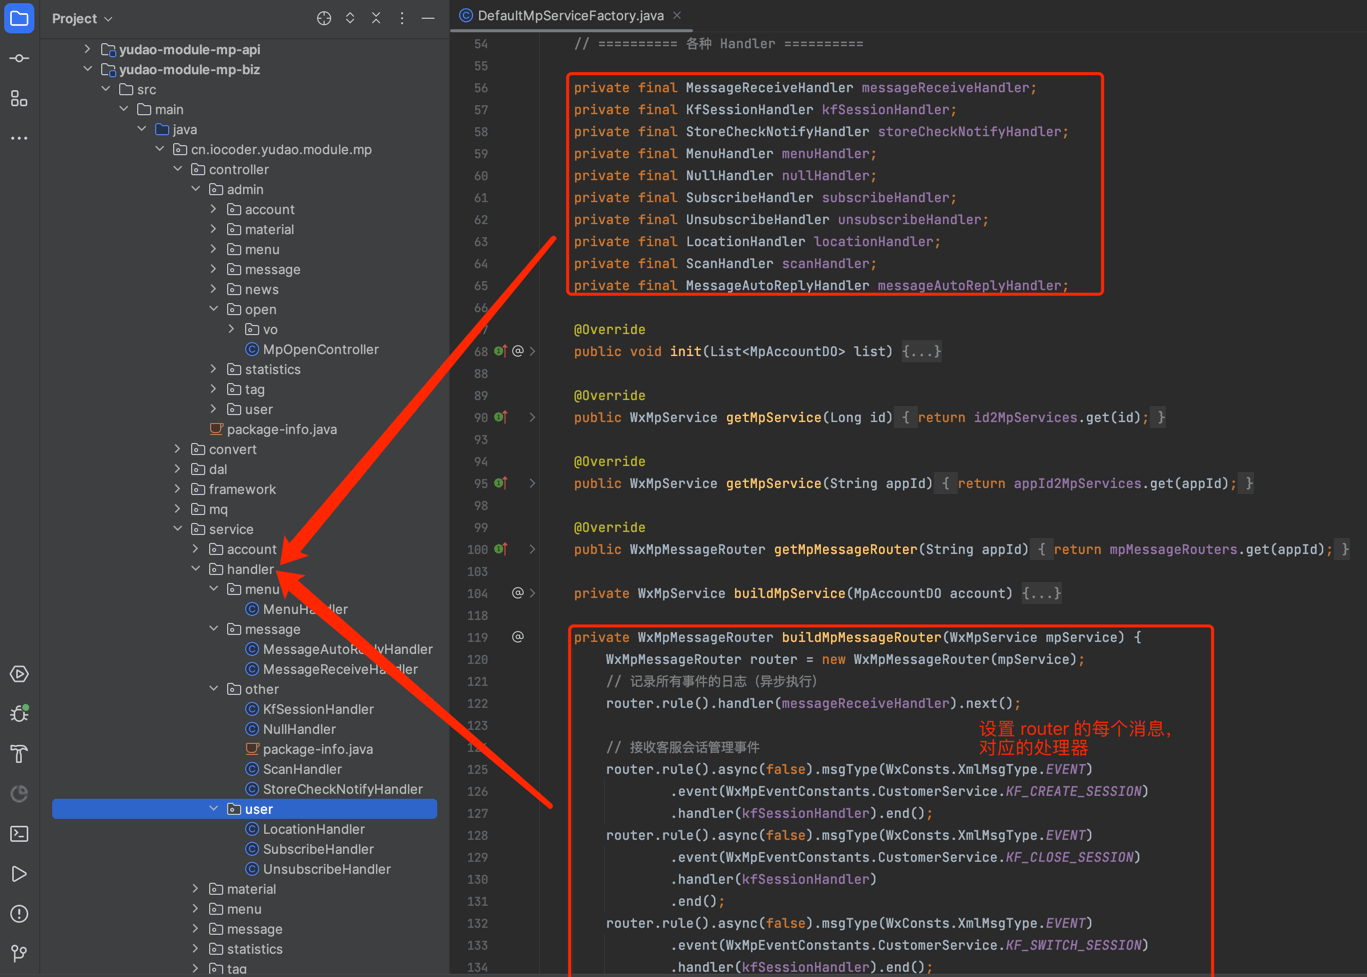 Project
yudao-module-mp-api
yudao-module-mp-biz
src
main
java
cn.iocoder.yudao.module.mp
controller
admin
account
material
menu
message
news
open
vo
MpOpenController
statistics
tag
user
package-info.java
convert
dal
framework
mq
service
account
handler
menu
MenuHandler
message
MessageAutoReplyHandler
MessageReceiveHandler
other
KfSessionHandler
NullHandler
package-info.java
ScanHandler
StoreCheckNotifyHandler
user
LocationHandler
SubscribeHandler
UnsubscribeHandler
material
menu
message
statistics
tag
DefaultMpServiceFactory.java
54 // ========== 各种 Handler ==========
55
56 private final MessageReceiveHandler messageReceiveHandler;
57 private final KfSessionHandler kfSessionHandler;
58 private final StoreCheckNotifyHandler storeCheckNotifyHandler;
59 private final MenuHandler menuHandler;
60 private final NullHandler nullHandler;
61 private final SubscribeHandler subscribeHandler;
62 private final UnsubscribeHandler unsubscribeHandler;
63 private final LocationHandler locationHandler;
64 private final ScanHandler scanHandler;
65 private final MessageAutoReplyHandler messageAutoReplyHandler;
66
@Override
68 @ public void init(List<MpAccountDO> list) {...}
88
89 @Override
90 public WxMpService getMpService(Long id) { return id2MpServices.get(id); }
93
94 @Override
95 public WxMpService getMpService(String appId) { return appId2MpServices.get(appId); }
98
99 @Override
100 public WxMpMessageRouter getMpMessageRouter(String appId) { return mpMessageRouters.get(appId); }
103
104 @ private WxMpService buildMpService(MpAccountDO account) {...}
118
119 @ private WxMpMessageRouter buildMpMessageRouter(WxMpService mpService) {
120 WxMpMessageRouter router = new WxMpMessageRouter(mpService);
121 // 记录所有事件的日志（异步执行）
122 router.rule().handler(messageReceiveHandler).next();
123
设置 router 的每个消息，
对应的处理器
// 接收客服会话管理事件
125 router.rule().async(false).msgType(WxConsts.XmlMsgType.EVENT)
126 .event(WxMpEventConstants.CustomerService.KF_CREATE_SESSION)
127 .handler(kfSessionHandler).end();
128 router.rule().async(false).msgType(WxConsts.XmlMsgType.EVENT)
129 .event(WxMpEventConstants.CustomerService.KF_CLOSE_SESSION)
130 .handler(kfSessionHandler)
131 .end();
132 router.rule().async(false).msgType(WxConsts.XmlMsgType.EVENT)
133 .event(WxMpEventConstants.CustomerService.KF_SWITCH_SESSION)
134 .handler(kfSessionHandler).end();